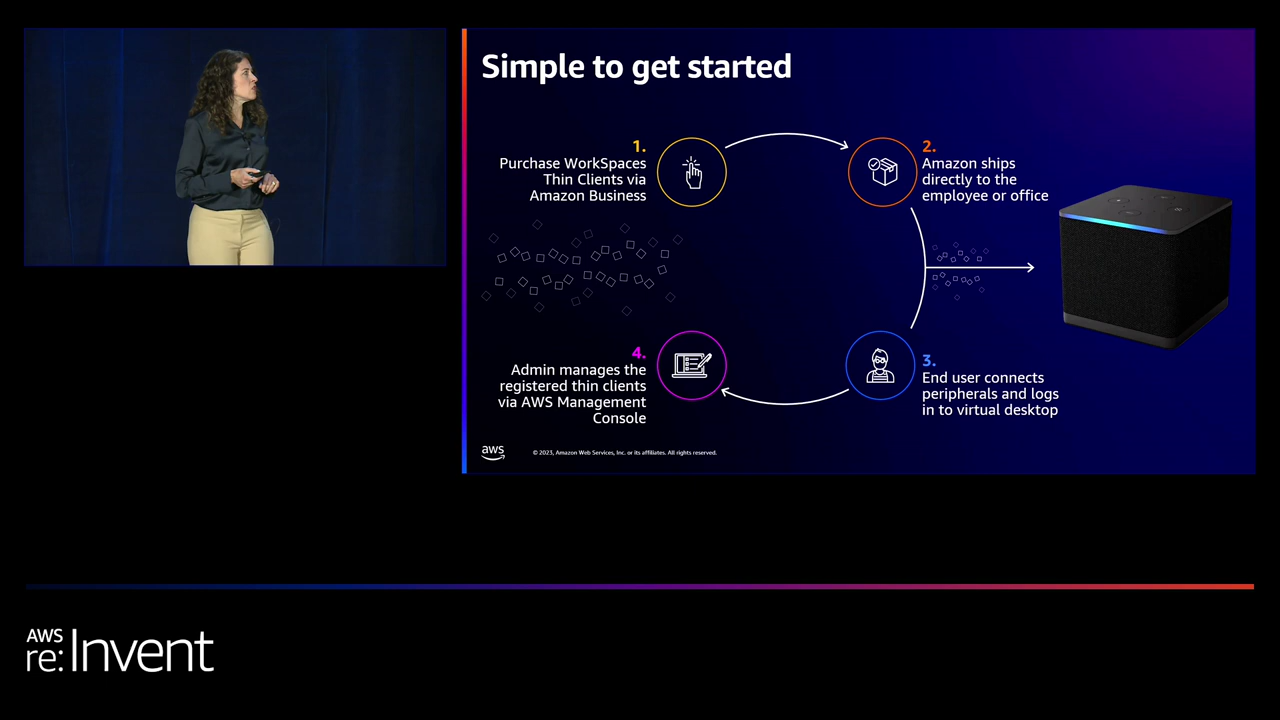 Simple to get started
1.
Purchase WorkSpaces
Thin Clients via
Amazon Business
2.
Amazon ships
directly to the
employee or office
3.
End user connects
peripherals and logs
in to virtual desktop
4.
Admin manages the
registered thin clients
via AWS Management
Console
aws
© 2023, Amazon Web Services, Inc. or its affiliates. All rights reserved.
AWS
re:Invent